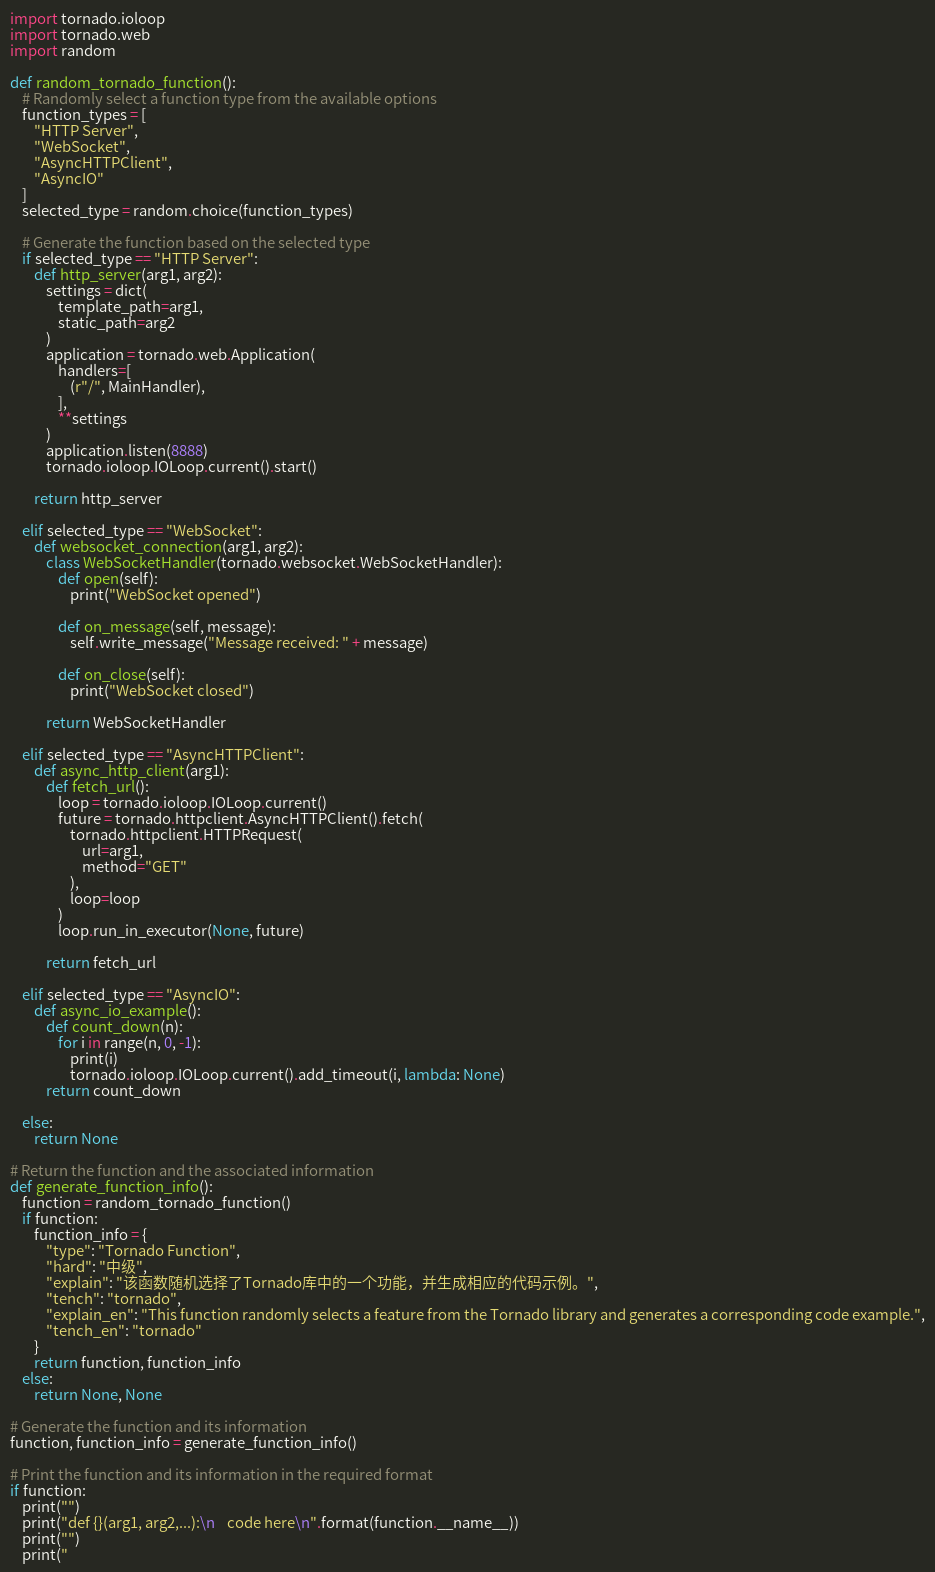 import tornado.ioloop
import tornado.web
import random

def random_tornado_function():
    # Randomly select a function type from the available options
    function_types = [
        "HTTP Server",
        "WebSocket",
        "AsyncHTTPClient",
        "AsyncIO"
    ]
    selected_type = random.choice(function_types)

    # Generate the function based on the selected type
    if selected_type == "HTTP Server":
        def http_server(arg1, arg2):
            settings = dict(
                template_path=arg1,
                static_path=arg2
            )
            application = tornado.web.Application(
                handlers=[
                    (r"/", MainHandler),
                ],
                **settings
            )
            application.listen(8888)
            tornado.ioloop.IOLoop.current().start()

        return http_server

    elif selected_type == "WebSocket":
        def websocket_connection(arg1, arg2):
            class WebSocketHandler(tornado.websocket.WebSocketHandler):
                def open(self):
                    print("WebSocket opened")

                def on_message(self, message):
                    self.write_message("Message received: " + message)

                def on_close(self):
                    print("WebSocket closed")

            return WebSocketHandler

    elif selected_type == "AsyncHTTPClient":
        def async_http_client(arg1):
            def fetch_url():
                loop = tornado.ioloop.IOLoop.current()
                future = tornado.httpclient.AsyncHTTPClient().fetch(
                    tornado.httpclient.HTTPRequest(
                        url=arg1,
                        method="GET"
                    ),
                    loop=loop
                )
                loop.run_in_executor(None, future)

            return fetch_url

    elif selected_type == "AsyncIO":
        def async_io_example():
            def count_down(n):
                for i in range(n, 0, -1):
                    print(i)
                    tornado.ioloop.IOLoop.current().add_timeout(i, lambda: None)
            return count_down

    else:
        return None

# Return the function and the associated information
def generate_function_info():
    function = random_tornado_function()
    if function:
        function_info = {
            "type": "Tornado Function",
            "hard": "中级",
            "explain": "该函数随机选择了Tornado库中的一个功能，并生成相应的代码示例。",
            "tench": "tornado",
            "explain_en": "This function randomly selects a feature from the Tornado library and generates a corresponding code example.",
            "tench_en": "tornado"
        }
        return function, function_info
    else:
        return None, None

# Generate the function and its information
function, function_info = generate_function_info()

# Print the function and its information in the required format
if function:
    print("")
    print("def {}(arg1, arg2,...):\n    code here\n".format(function.__name__))
    print("")
    print("